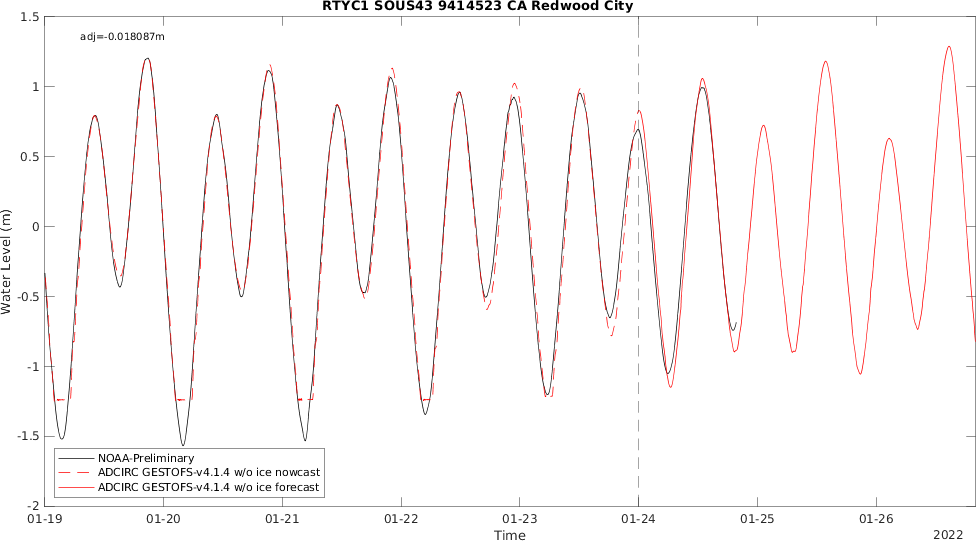 RTYC1 SOUS43 9414523 CA Redwood City
adj=-0.018087m
1.5
1
0.5
0
-0.5
-1
-1.5
-2
Water Level (m)
NOAA-Preliminary
ADCIRC GESTOFS-v4.1.4 w/o ice nowcast
ADCIRC GESTOFS-v4.1.4 w/o ice forecast
01-19 01-20 01-21 01-22 01-23 01-24 01-25 01-26
Time
2022